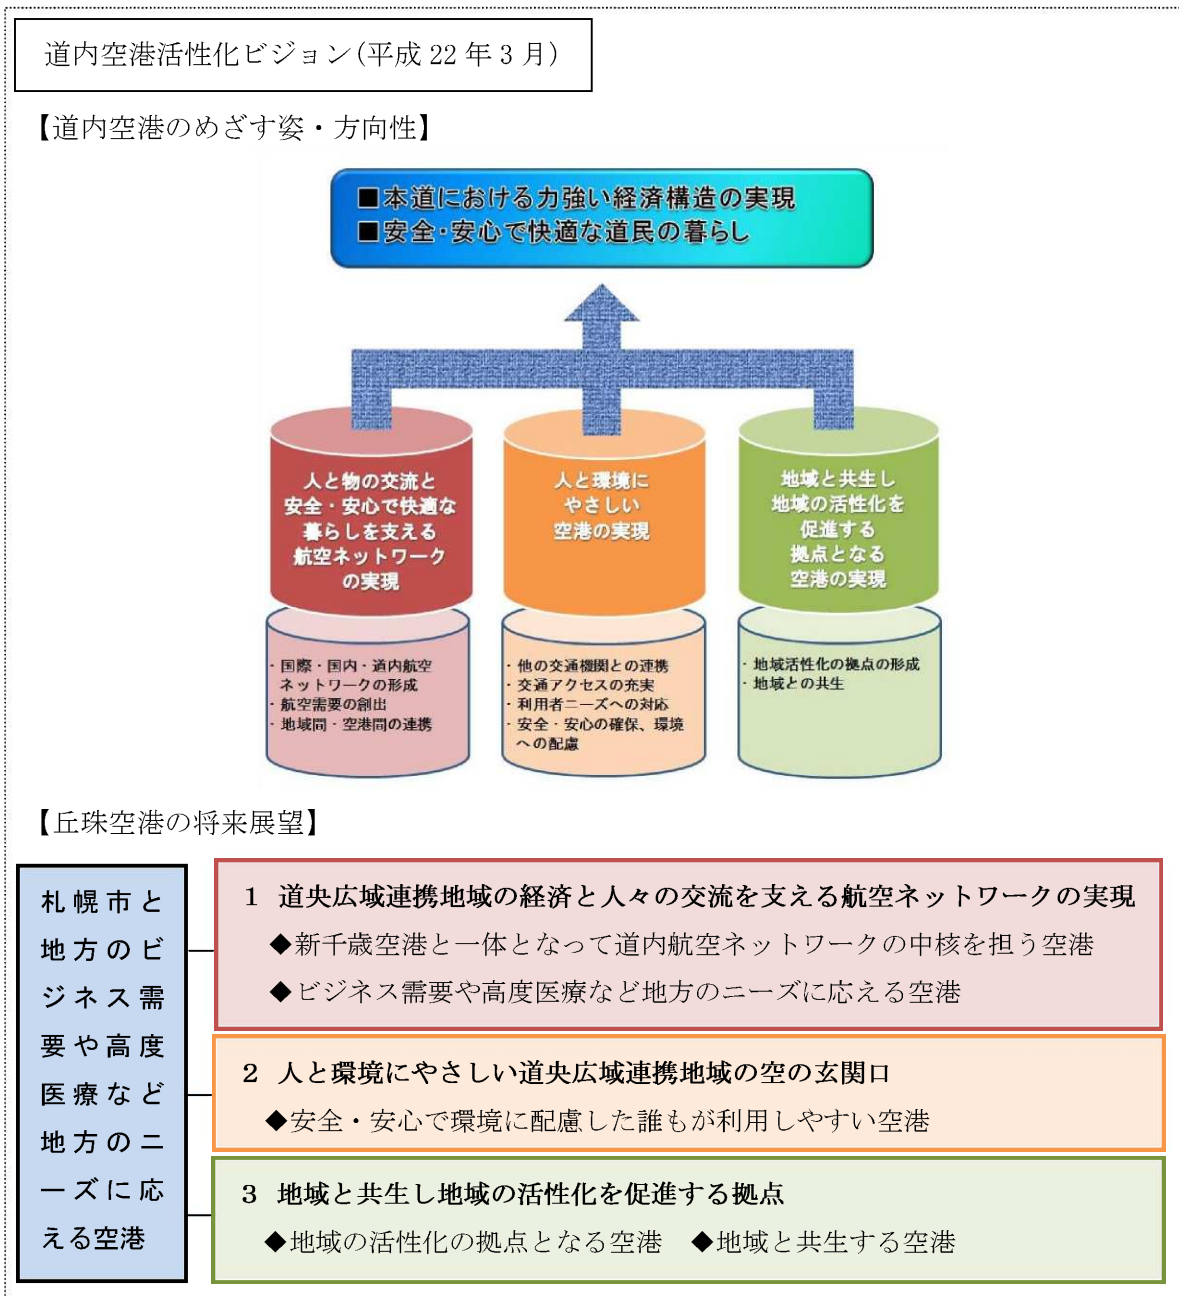 道内空港活性化ビジョン(平成 22 年 3 月)
【道内空港のめざす姿・方向性】
■本道における力強い経済構造の実現
■安全・安心で快適な道民の暮らし
人と物の交流と
安全・安心で快適な
暮らしを支える
航空ネットワーク
の実現
人と環境に
やさしい
空港の実現
地域と共生し
地域の活性化を
促進する
拠点となる
空港の実現
・国際・国内・道内航空
ネットワークの形成
・航空需要の創出
・地域間・空港間の連携
・他の交通機関との連携
・交通アクセスの充実
・利用者ニーズへの対応
・安全・安心の確保、環境
への配慮
・地域活性化の拠点の形成
・地域との共生
【丘珠空港の将来展望】
札幌市と
地方のビ
ジネス需
要や高度
医療など
地方のニ
ーズに応
える空港
1 道央広域連携地域の経済と人々の交流を支える航空ネットワークの実現
◆新千歳空港と一体となって道内航空ネットワークの中核を担う空港
◆ビジネス需要や高度医療など地方のニーズに応える空港
2 人と環境にやさしい道央広域連携地域の空の玄関口
◆安全・安心で環境に配慮した誰もが利用しやすい空港
3 地域と共生し地域の活性化を促進する拠点
◆地域の活性化の拠点となる空港 ◆地域と共生する空港